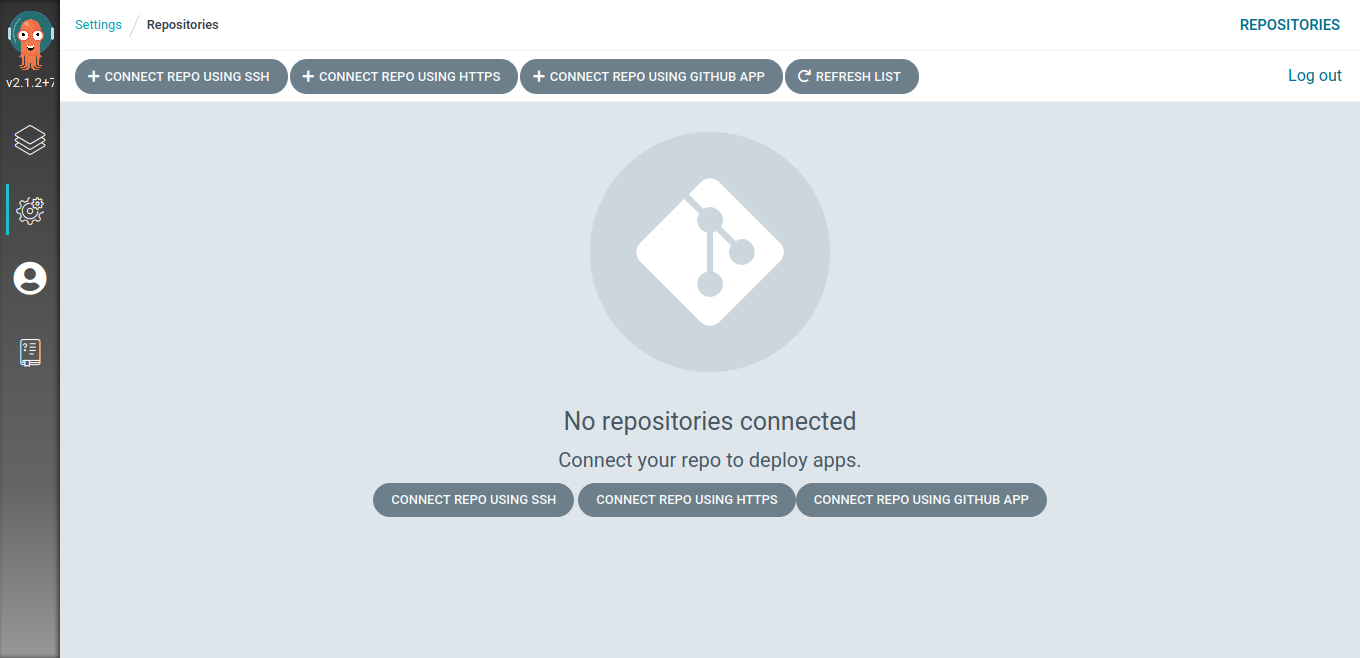 Settings / Repositories
REPOSITORIES
v2.1.2+7
CONNECT REPO USING SSH
CONNECT REPO USING HTTPS
CONNECT REPO USING GITHUB APP
REFRESH LIST
Log out
No repositories connected
Connect your repo to deploy apps.
CONNECT REPO USING SSH
CONNECT REPO USING HTTPS
CONNECT REPO USING GITHUB APP